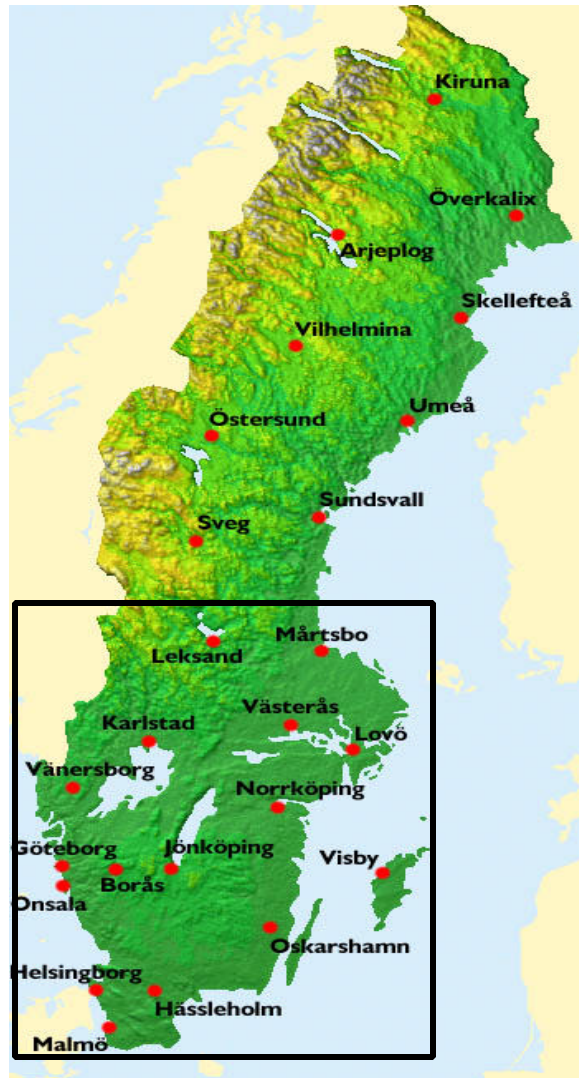 Kiruna
Överkalix
Arjeplog
Skellefteå
Vilhelmina
Umeå
Östersund
Sundsvall
Sveg
Mårtsbo
Leksand
Västerås
Karlstad
Lovö
Vänersborg
Norrköping
Göteborg
Jönköping
Visby
Borås
Onsala
Oskarshamn
Helsingborg
Hässleholm
Malmö